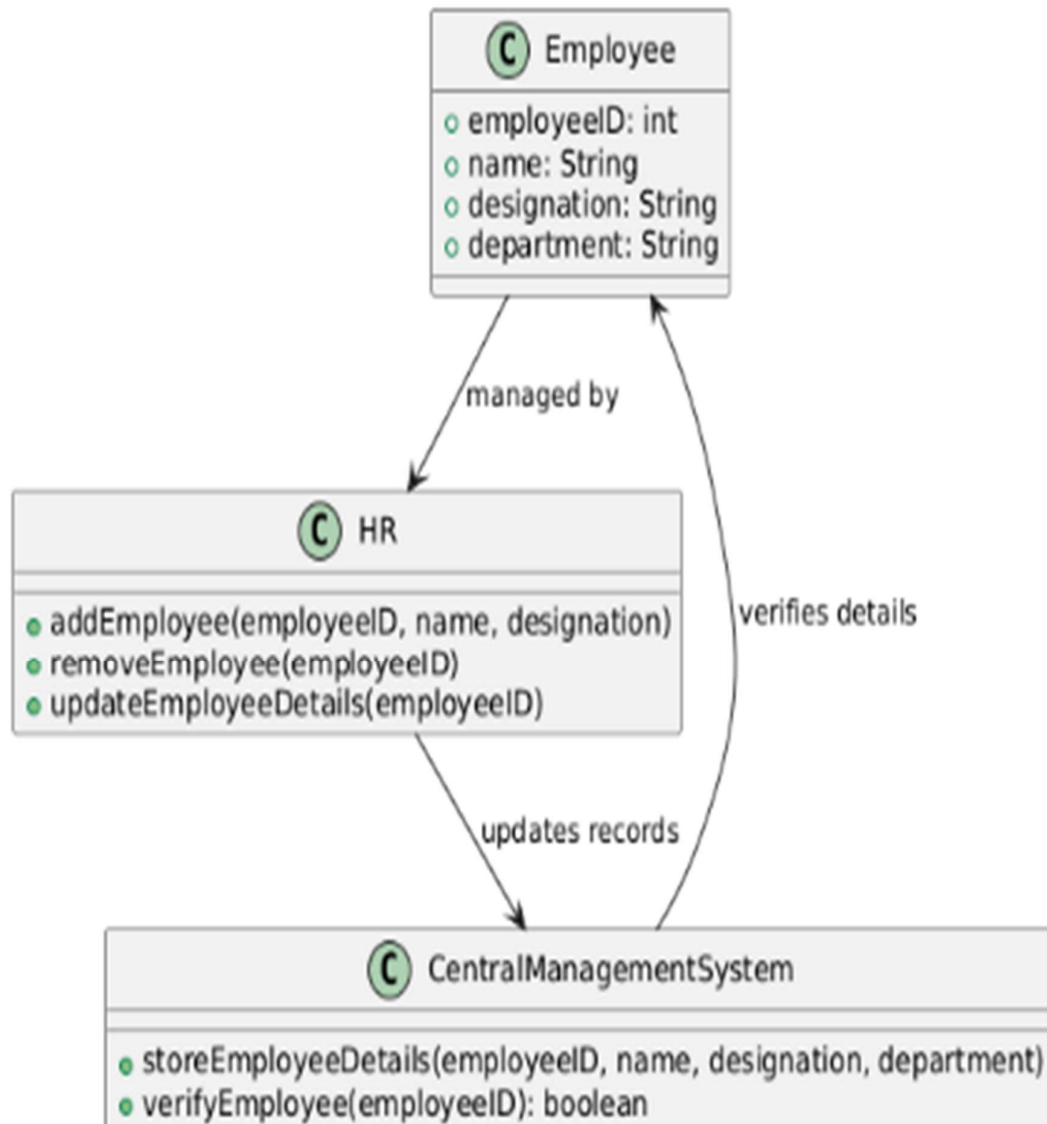 C Employee
employeeID: int
name: String
designation: String
department: String
managed by
C HR
addEmployee(employeeID, name, designation)
removeEmployee(employeeID)
updateEmployeeDetails(employeeID)
verifies details
updates records
C CentralManagementSystem
storeEmployeeDetails(employeeID, name, designation, department)
verifyEmployee(employeeID): boolean